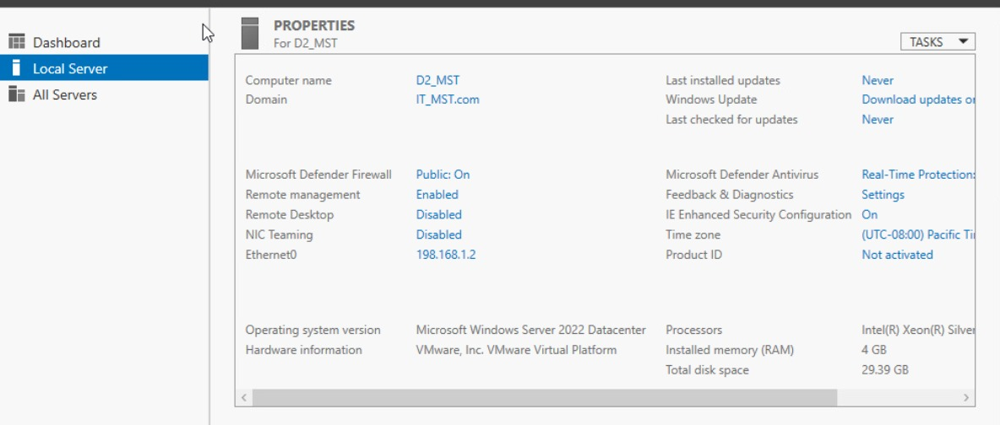 Dashboard
Local Server
All Servers
PROPERTIES
For D2_MST
TASKS
Computer name D2_MST Last installed updates Never
Domain IT_MST.com Windows Update Download updates or
Last checked for updates Never
Microsoft Defender Firewall Public: On Microsoft Defender Antivirus Real-Time Protection:
Remote management Enabled Feedback & Diagnostics Settings
Remote Desktop Disabled IE Enhanced Security Configuration On
NIC Teaming Disabled Time zone (UTC-08:00) Pacific Ti
Ethernet0 198.168.1.2 Product ID Not activated
Operating system version Microsoft Windows Server 2022 Datacenter Processors Intel(R) Xeon(R) Silver
Hardware information VMware, Inc. VMware Virtual Platform Installed memory (RAM) 4 GB
Total disk space 29.39 GB